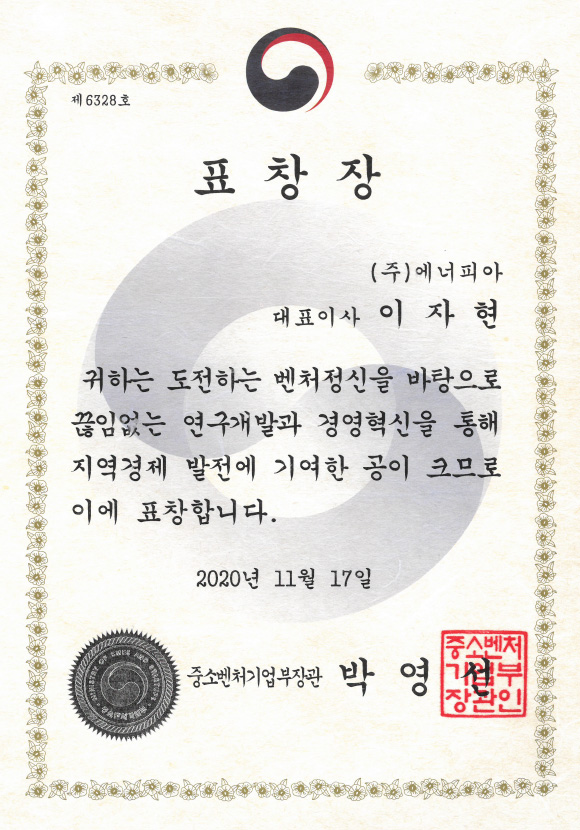 제6328호
표창장
(주)에너피아
대표이사 이자현
귀하는 도전하는 벤처정신을 바탕으로
끊임없는 연구개발과 경영혁신을 통해
지역경제 발전에 기여한 공이 크므로
이에 표창합니다.
2020년 11월 17일
중소벤처기업부장관 박영선
중소벤처
기업부
장관인